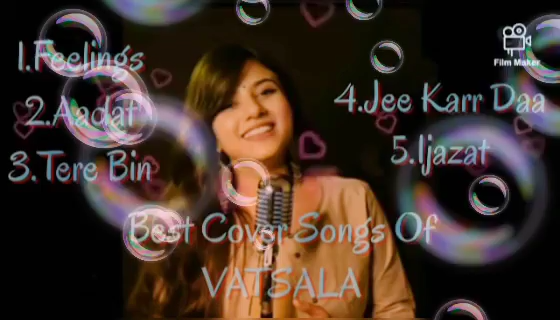 1.Feelings
2.Aadat
3.Tere Bin
4.Jee Karr Daa
5.Ijazat
Best Cover Songs Of
VATSALA
Film Maker